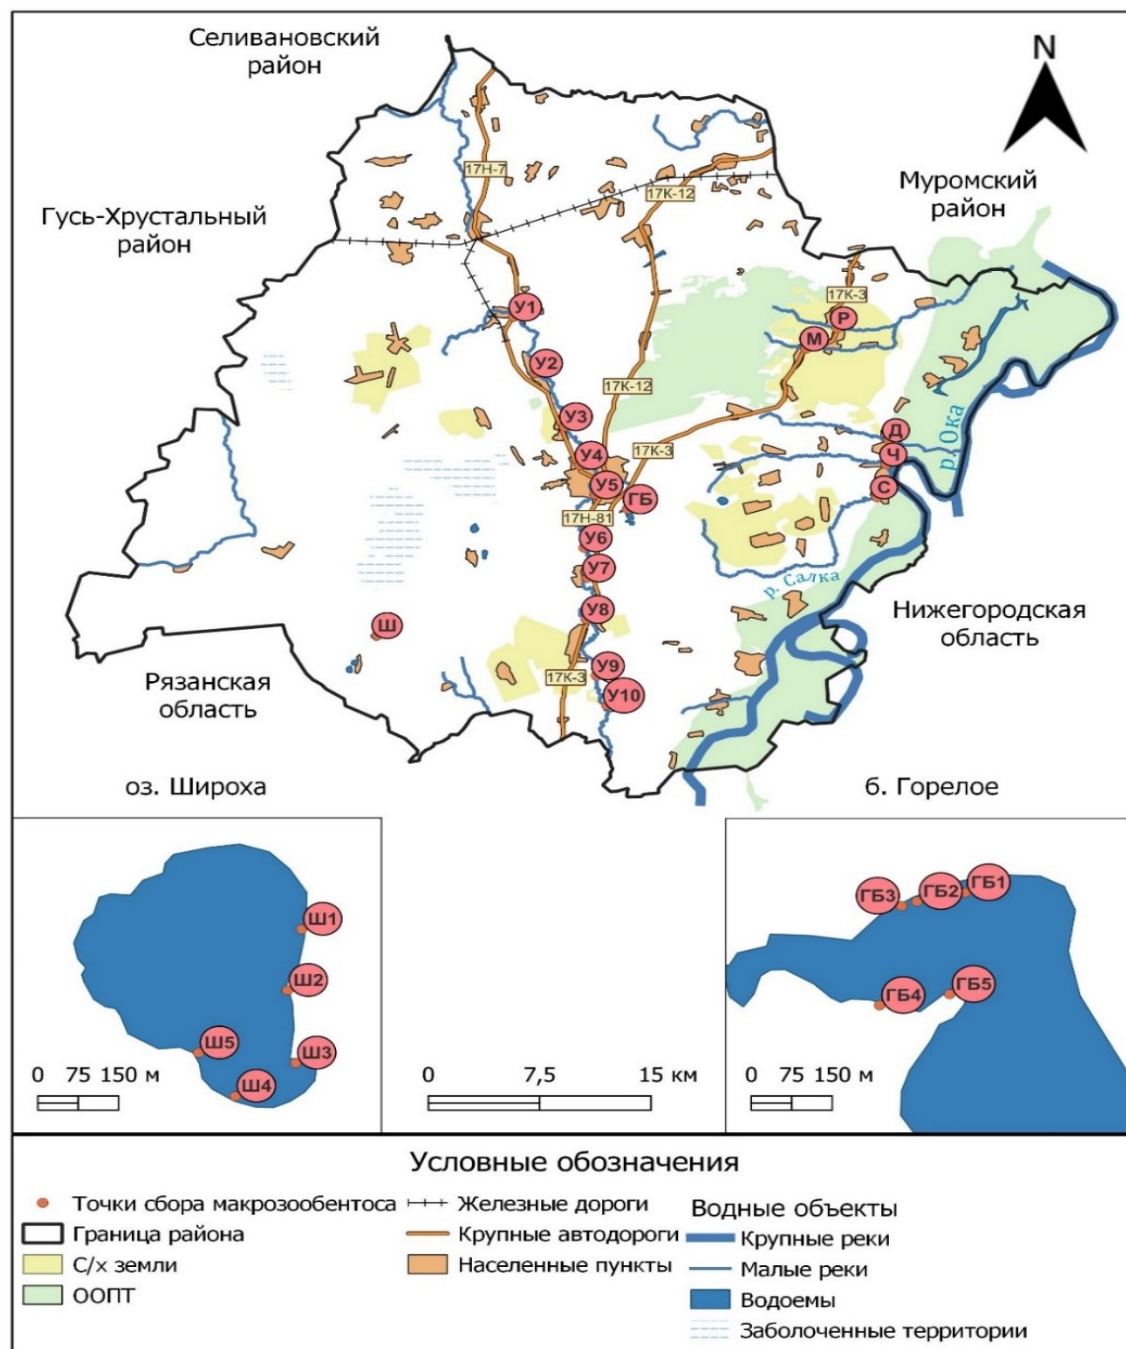 Селивановский
район
N
Муромский
район
17Н-7
17К-12
Гусь-Хрустальный
район
17К-3
У1
Р
М
У2
17К-12
У3
Д
р. Ока
У4
17К-3
Ч
У5
ГБ
С
17Н-81
У6
У7
р. Салка
У8
Нижегородская
область
Ш
Рязанская
область
У9
17К-3
У10
оз. Широха
б. Горелое
Ш1
Ш2
Ш5
Ш3
Ш4
0 75 150 м
0 7,5 15 км
ГБ3
ГБ2
ГБ1
ГБ4
ГБ5
0 75 150 м
Условные обозначения
Точки сбора макрозообентоса
Граница района
С/х земли
ООПТ
Железные дороги
Крупные автодороги
Населенные пункты
Водные объекты
Крупные реки
Малые реки
Водоемы
Заболоченные территории